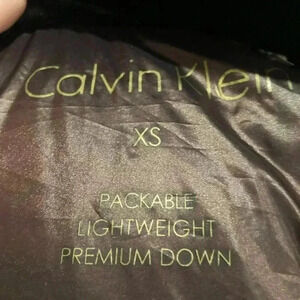 Calvin Klein
XS
PACKABLE
LIGHTWEIGHT
PREMIUM DOWN